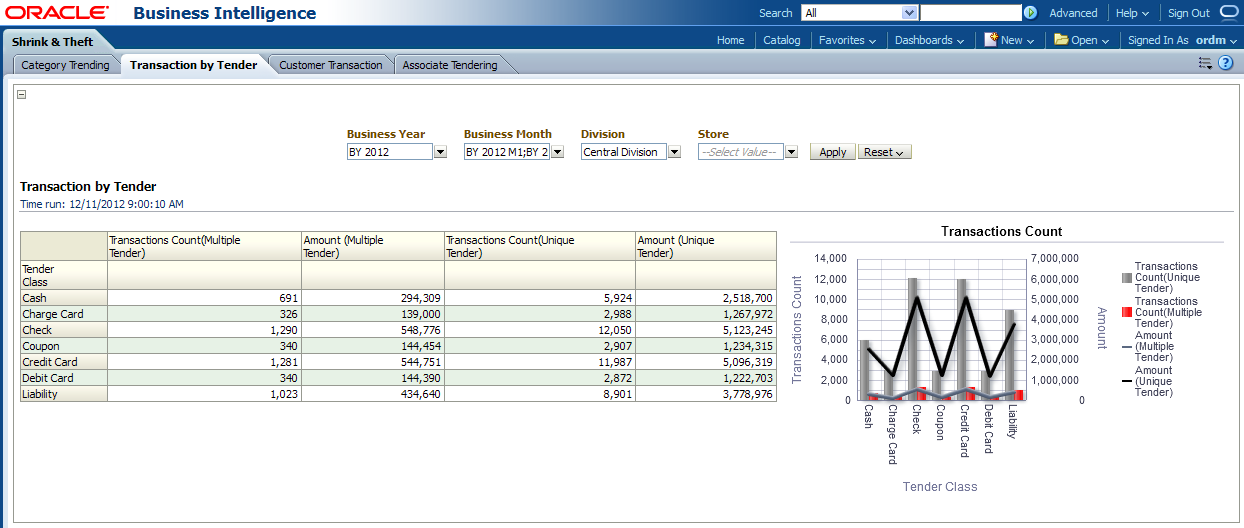 ORACLE Business Intelligence
Search All Advanced Help Sign Out
Shrink & Theft
Home Catalog Favorites Dashboards New Open Signed In As ordm
Category Trending Transaction by Tender Customer Transaction Associate Tendering
Business Year Business Month Division Store
BY 2012 BY 2012 M1;BY 2 Central Division --Select Value-- Apply Reset
Transaction by Tender
Time run: 12/11/2012 9:00:10 AM
Transactions Count(Multiple Amount (Multiple Transactions Count(Unique Amount (Unique
Tender) Tender) Tender) Tender)
Tender
Class
Cash 691 294,309 5,924 2,518,700
Charge Card 326 139,000 2,988 1,267,972
Check 1,290 548,776 12,050 5,123,245
Coupon 340 144,454 2,907 1,234,315
Credit Card 1,281 544,751 11,987 5,096,319
Debit Card 340 144,390 2,872 1,222,703
Liability 1,023 434,640 8,901 3,778,976
Transactions Count
Transactions Count
14,000
12,000
10,000
8,000
6,000
4,000
2,000
0
7,000,000
6,000,000
5,000,000
4,000,000
3,000,000
2,000,000
1,000,000
0
Amount
Cash
Charge Card
Check
Coupon
Credit Card
Debit Card
Liability
Tender Class
Transactions
Count(Unique
Tender)
Transactions
Count(Multiple
Tender)
Amount
(Multiple
Tender)
Amount
(Unique
Tender)